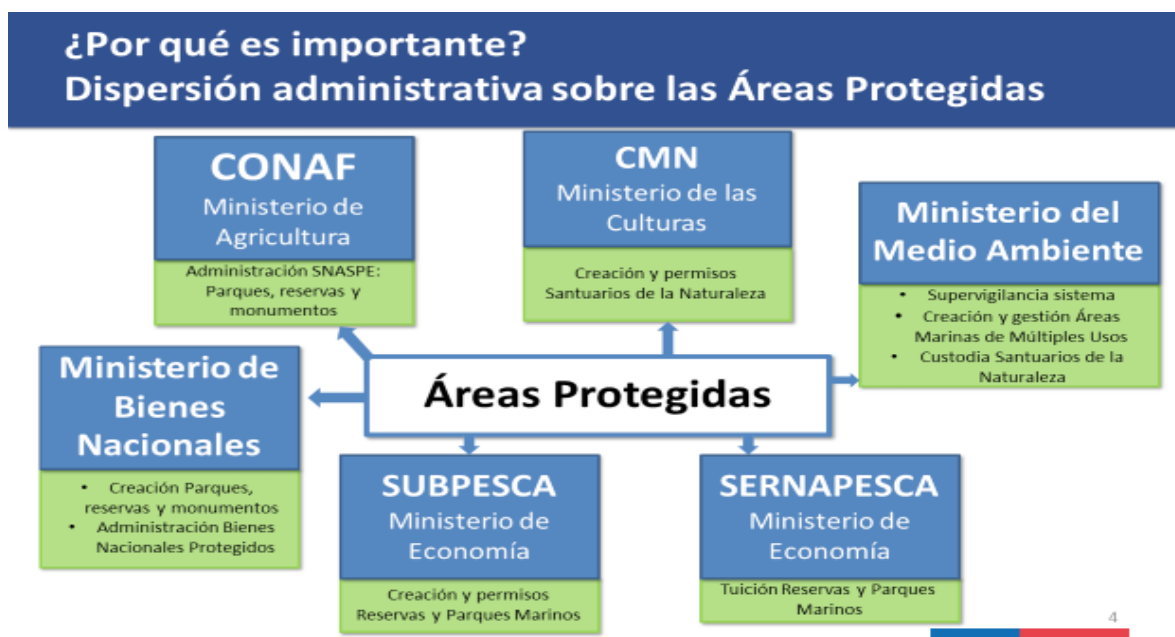 ¿Por qué es importante?
Dispersión administrativa sobre las Áreas Protegidas
CONAF
Ministerio de
Agricultura
Administración SNASPE:
Parques, reservas y
monumentos
CMN
Ministerio de las
Culturas
Creación y permisos
Santuarios de la Naturaleza
Ministerio del
Medio Ambiente
• Supervigilancia sistema
• Creación y gestión Áreas
Marinas de Múltiples Usos
• Custodia Santuarios de la
Naturaleza
Áreas Protegidas
Ministerio de
Bienes
Nacionales
• Creación Parques,
reservas y monumentos
• Administración Bienes
Nacionales Protegidos
SUBPESCA
Ministerio de
Economía
Creación y permisos
Reservas y Parques Marinos
SERNAPESCA
Ministerio de
Economía
Tuición Reservas y Parques
Marinos
4